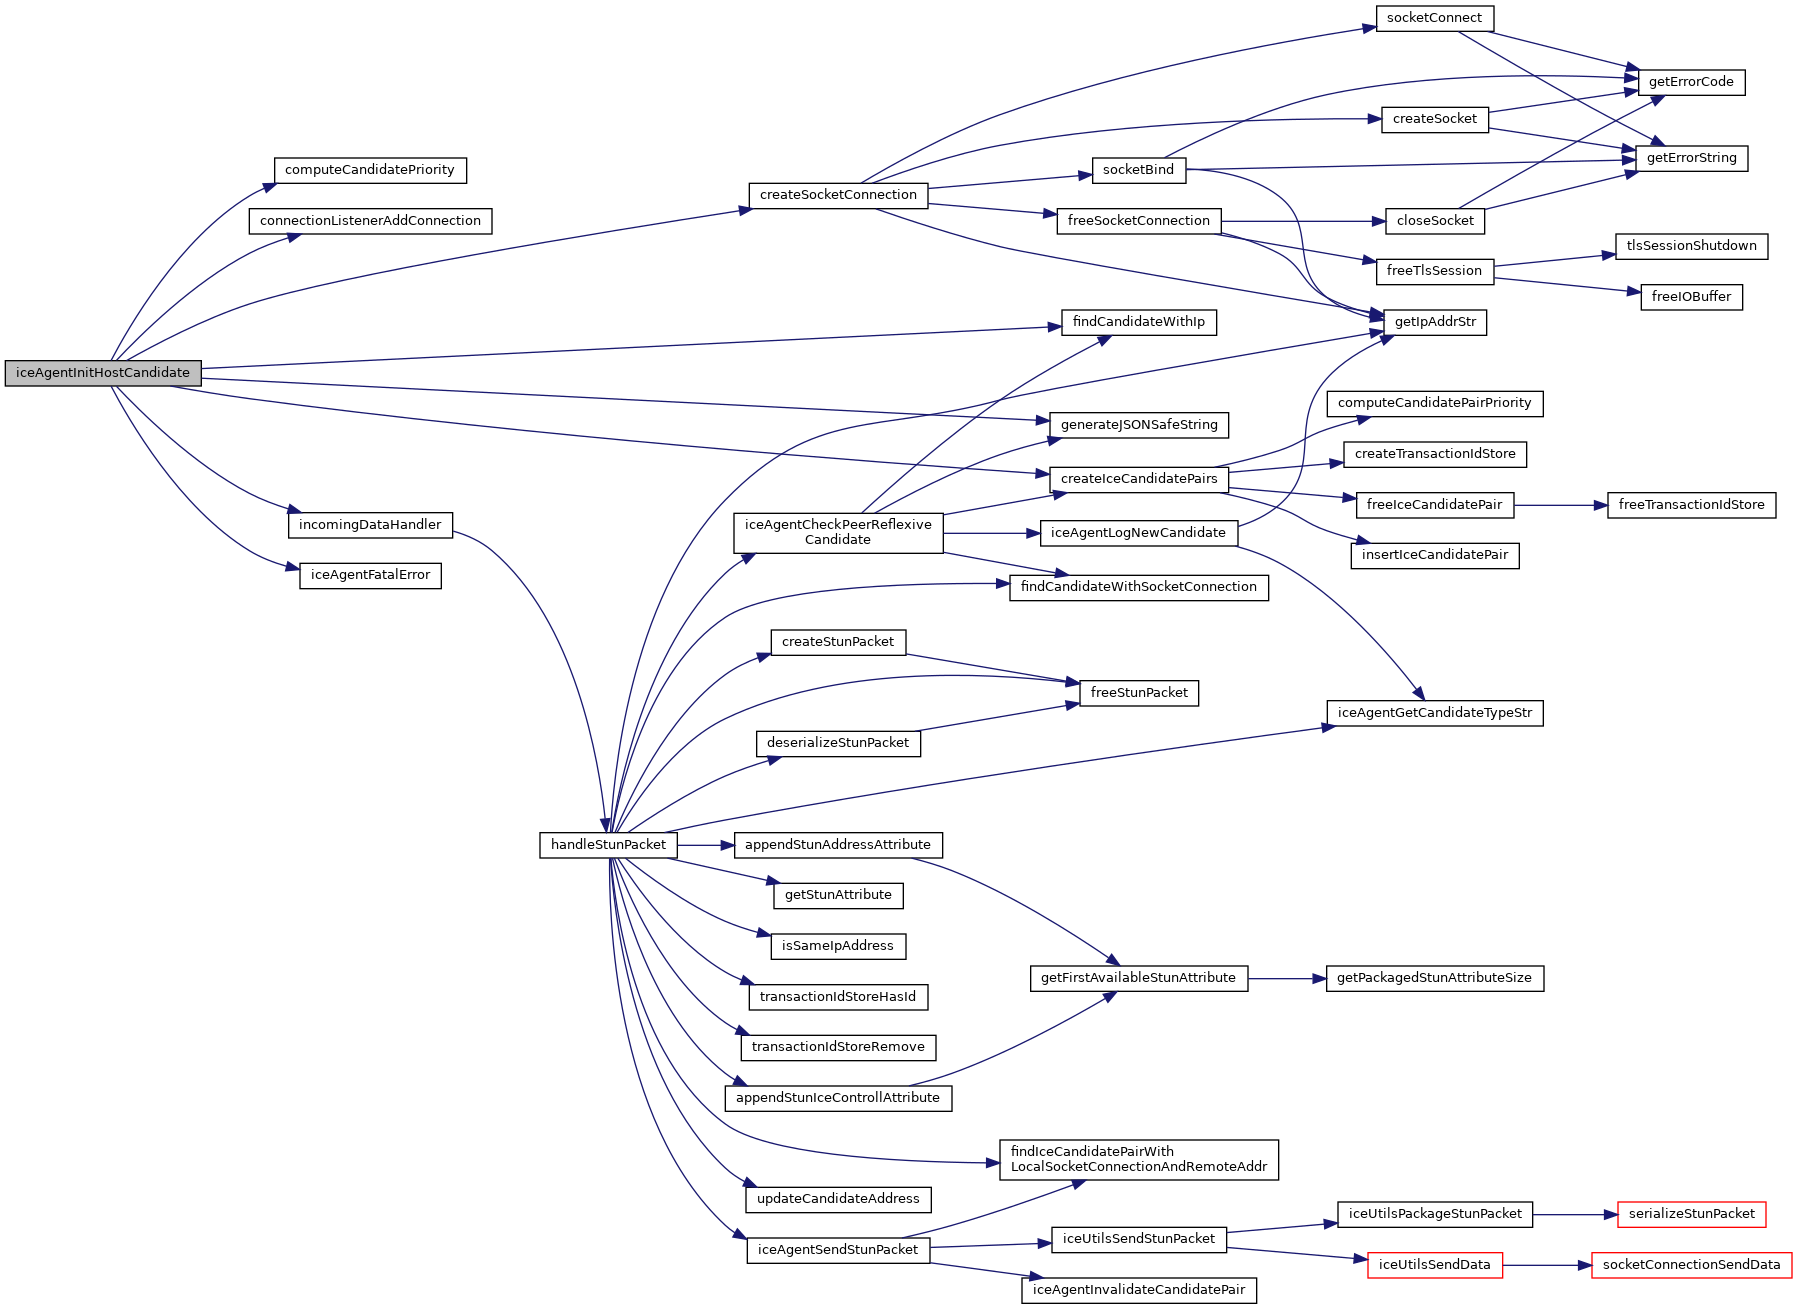 socketConnect
getErrorCode
createSocket
getErrorString
computeCandidatePriority
socketBind
createSocketConnection
connectionListenerAddConnection
freeSocketConnection
closeSocket
tlsSessionShutdown
freeTlsSession
freeIOBuffer
findCandidateWithIp
getIpAddrStr
iceAgentInitHostCandidate
computeCandidatePairPriority
generateJSONSafeString
createTransactionIdStore
createIceCandidatePairs
freeIceCandidatePair
freeTransactionIdStore
incomingDataHandler
iceAgentCheckPeerReflexive
Candidate
iceAgentLogNewCandidate
insertIceCandidatePair
iceAgentFatalError
findCandidateWithSocketConnection
createStunPacket
freeStunPacket
iceAgentGetCandidateTypeStr
deserializeStunPacket
handleStunPacket
appendStunAddressAttribute
getStunAttribute
isSameIpAddress
getFirstAvailableStunAttribute
getPackagedStunAttributeSize
transactionIdStoreHasId
transactionIdStoreRemove
appendStunIceControllAttribute
findIceCandidatePairWith
LocalSocketConnectionAndRemoteAddr
updateCandidateAddress
iceUtilsPackageStunPacket
serializeStunPacket
iceAgentSendStunPacket
iceUtilsSendStunPacket
iceUtilsSendData
socketConnectionSendData
iceAgentInvalidateCandidatePair